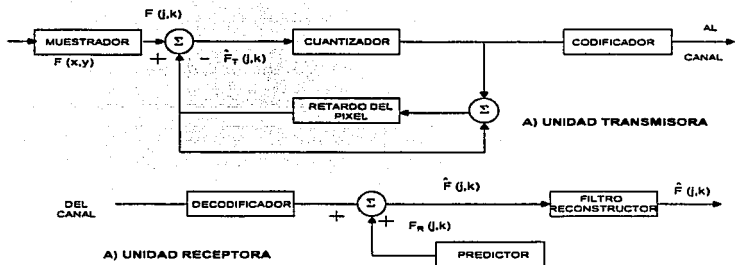 F (j,k)
MUESTRADOR
Σ
CUANTIZADOR
CODIFICADOR
AL
CANAL
F (x,y)
+
−
F̂T (j,k)
RETARDO DEL
PIXEL
Σ
A) UNIDAD TRANSMISORA
DEL
CANAL
DECODIFICADOR
Σ
F̂ (j,k)
FILTRO
RECONSTRUCTOR
F̂ (j,k)
+
+
FR (j,k)
A) UNIDAD RECEPTORA
PREDICTOR